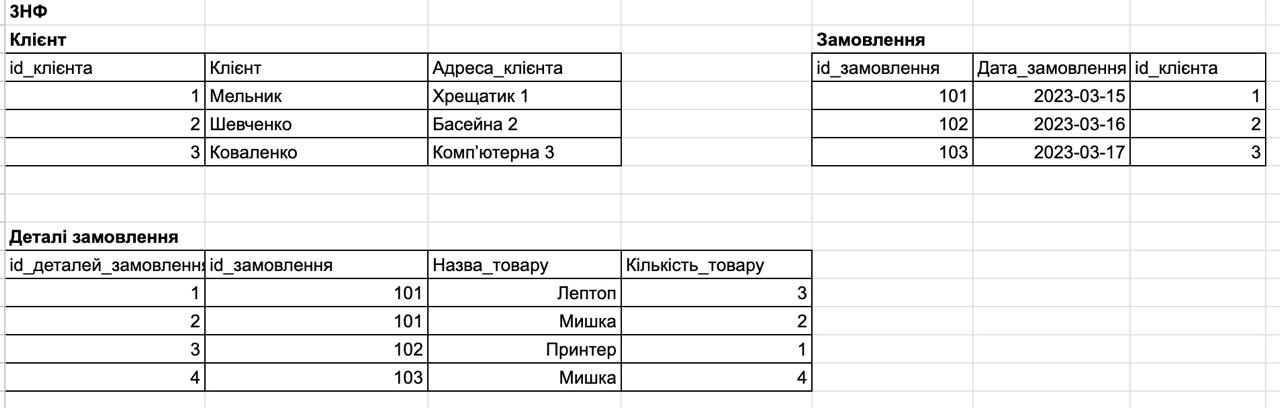 3НФ
Клієнт
id_клієнта Клієнт Адреса_клієнта
1 Мельник Хрещатик 1
2 Шевченко Басейна 2
3 Коваленко Комп'ютерна 3
Замовлення
id_замовлення Дата_замовлення id_клієнта
101 2023-03-15 1
102 2023-03-16 2
103 2023-03-17 3
Деталі замовлення
id_деталей_замовленн id_замовлення Назва_товару Кількість_товару
1 101 Лептоп 3
2 101 Мишка 2
3 102 Принтер 1
4 103 Мишка 4